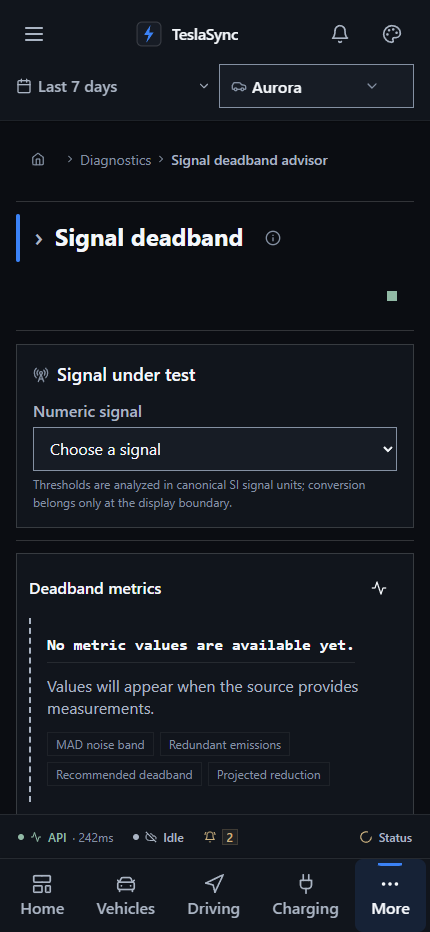 TeslaSync
Last 7 days
Aurora
Diagnostics
Signal deadband advisor
Signal deadband
Signal under test
Numeric signal
Choose a signal
Thresholds are analyzed in canonical SI signal units; conversion
belongs only at the display boundary.
Deadband metrics
No metric values are available yet.
Values will appear when the source provides
measurements.
MAD noise band
Redundant emissions
Recommended deadband
Projected reduction
API · 242ms
Idle
2
Status
Home
Vehicles
Driving
Charging
More